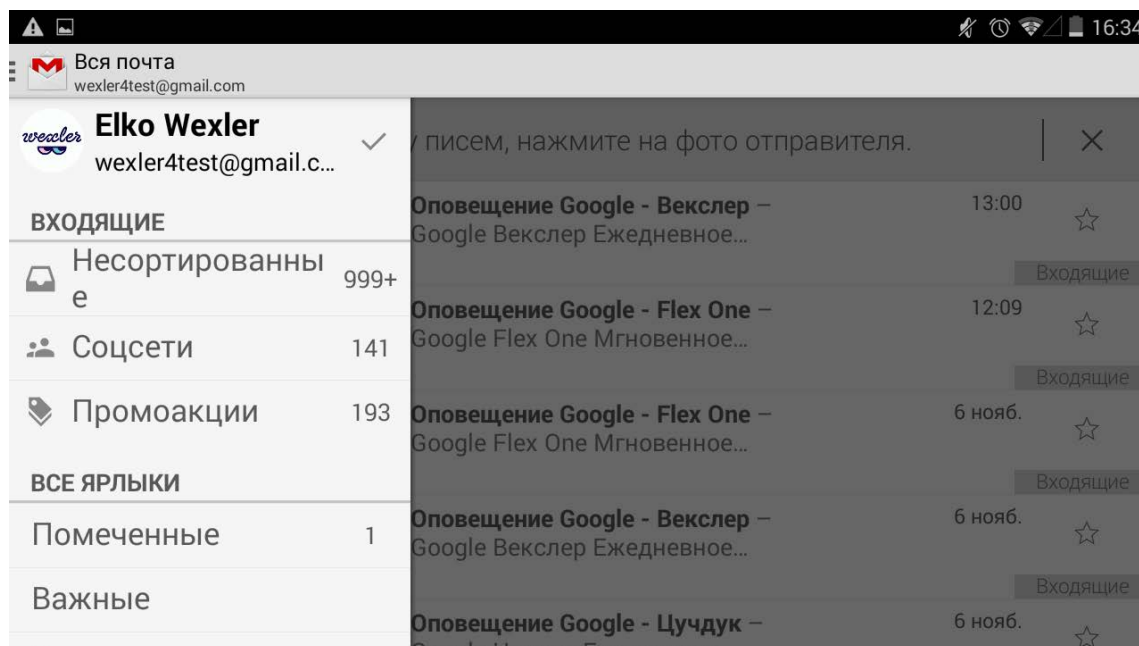 16:34
Вся почта
wexler4test@gmail.com
wexler
Elko Wexler
wexler4test@gmail.c...
ВХОДЯЩИЕ
Несортированны
е
999+
Соцсети 141
Промоакции 193
ВСЕ ЯРЛЫКИ
Помеченные 1
Важные
писем, нажмите на фото отправителя.
Оповещение Google - Векслер – 13:00
Google Векслер Ежедневное...
Входящие
Оповещение Google - Flex One – 12:09
Google Flex One Мгновенное...
Входящие
Оповещение Google - Flex One – 6 нояб.
Google Flex One Мгновенное...
Входящие
Оповещение Google - Векслер – 6 нояб.
Google Векслер Ежедневное...
Входящие
Оповещение Google - Цучдук – 6 нояб.